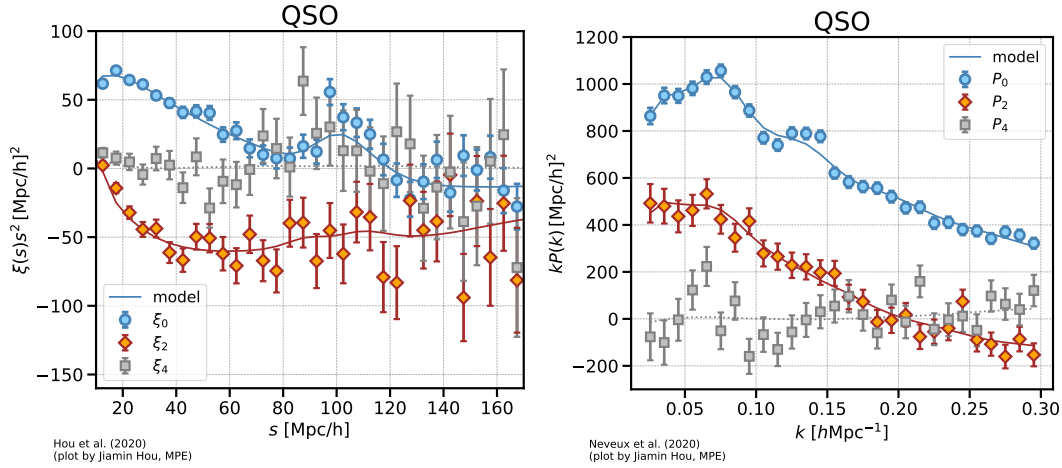 QSO
100
50
0
−50
−100
−150
ξ(s)s² [Mpc/h]²
model
ξ₀
ξ₂
ξ₄
20 40 60 80 100 120 140 160
s [Mpc/h]
Hou et al. (2020)
(plot by Jiamin Hou, MPE)
QSO
1200
1000
800
600
400
200
0
−200
kP(k) [Mpc/h]²
model
P₀
P₂
P₄
0.05 0.10 0.15 0.20 0.25 0.30
k [hMpc⁻¹]
Neveux et al. (2020)
(plot by Jiamin Hou, MPE)